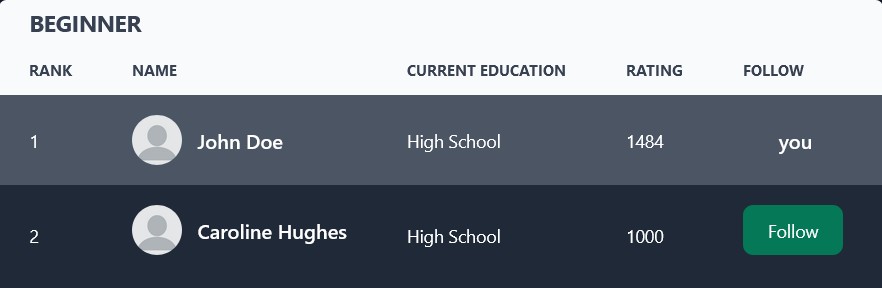 BEGINNER
RANK NAME CURRENT EDUCATION RATING FOLLOW
1 John Doe High School 1484 you
2 Caroline Hughes High School 1000 Follow